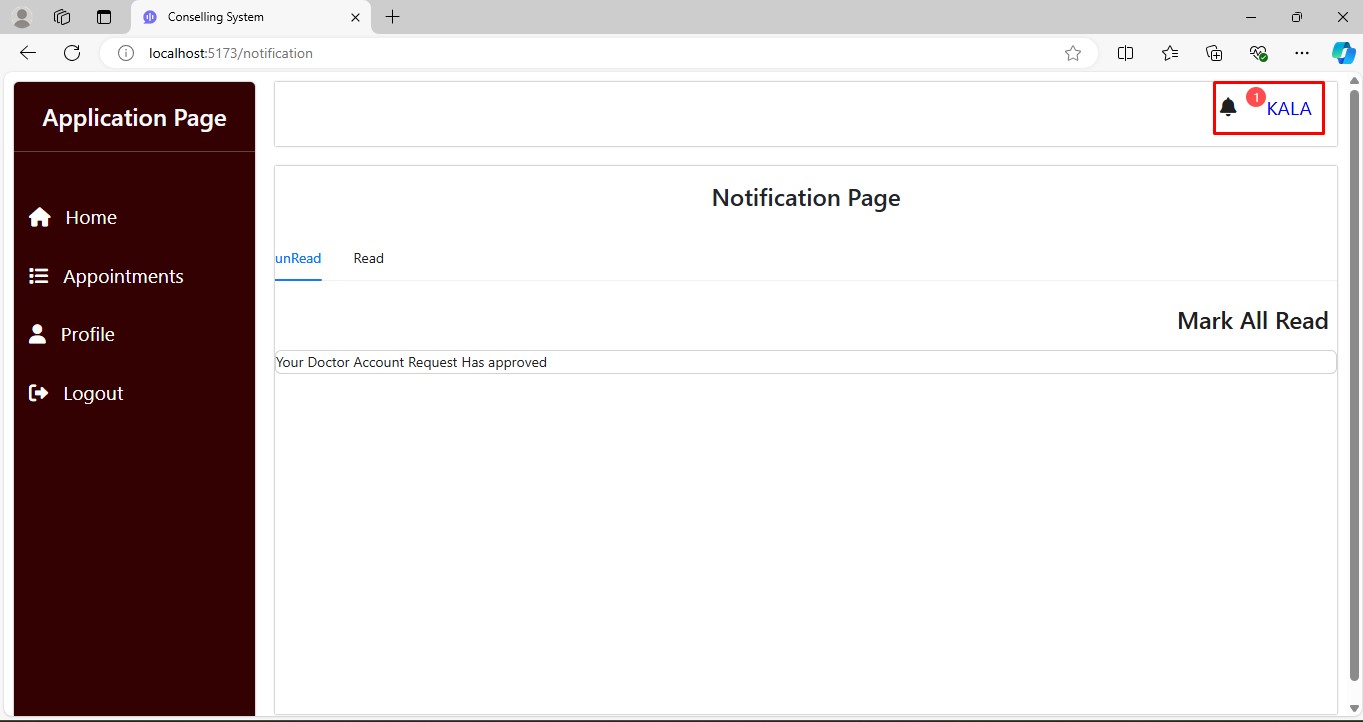 Conselling System
localhost:5173/notification
Application Page
1
KALA
Home
Appointments
Profile
Logout
Notification Page
unRead
Read
Mark All Read
Your Doctor Account Request Has approved